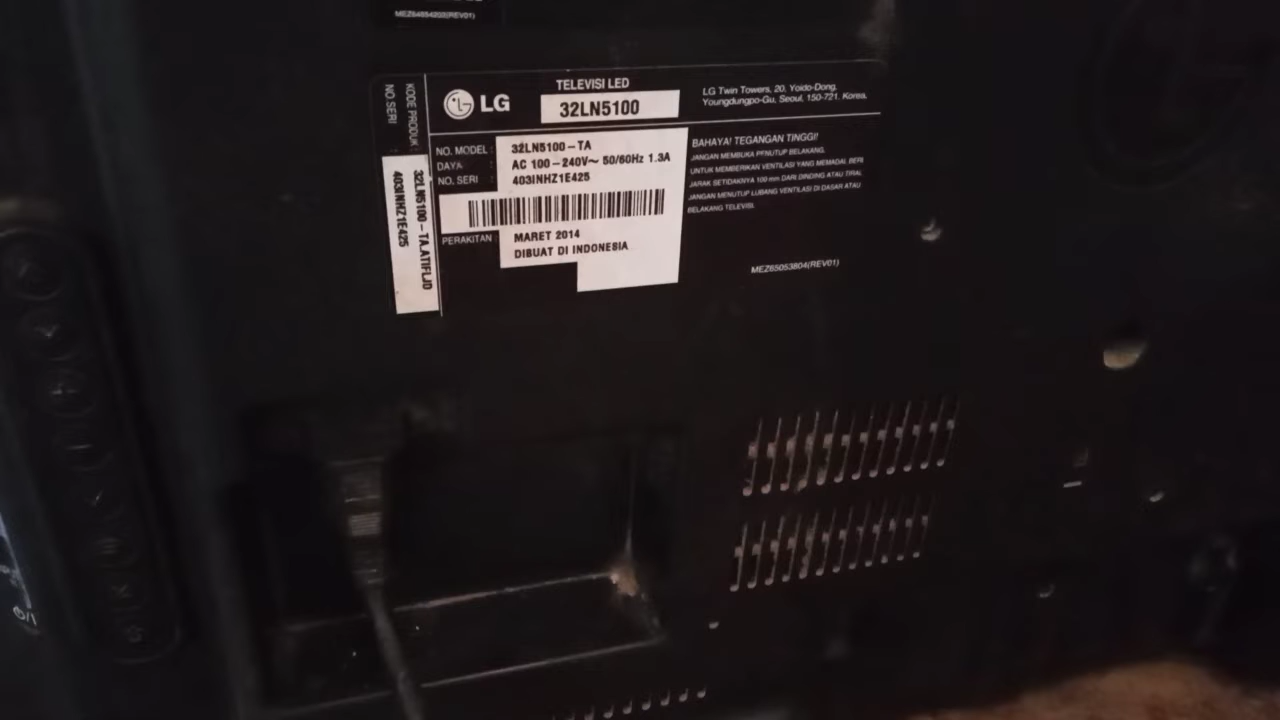 MEZ64554202(REV01)
LG
TELEVISI LED
32LN5100
LG Twin Towers, 20, Yoido-Dong,
Youngdungpo-Gu, Seoul, 150-721, Korea.
NO. MODEL : 32LN5100-TA
DAYA : AC 100-240V~ 50/60Hz 1.3A
NO. SERI : 403INHZ1E425
PERAKITAN : MARET 2014
DIBUAT DI INDONESIA
BAHAYA! TEGANGAN TINGGI!
JANGAN MEMBUKA PENUTUP BELAKANG.
UNTUK MEMBERIKAN VENTILASI YANG MEMADAI, BERI
JARAK SETIDAKNYA 100 mm DARI DINDING ATAU TIRAI,
JANGAN MENUTUP LUBANG VENTILASI DI DASAR ATAU
BELAKANG TELEVISI.
MEZ65053804(REV01)
KODE PRODUK : 32LN5100-TA.ATIFLJD
NO.SERI 403INHZ1E425